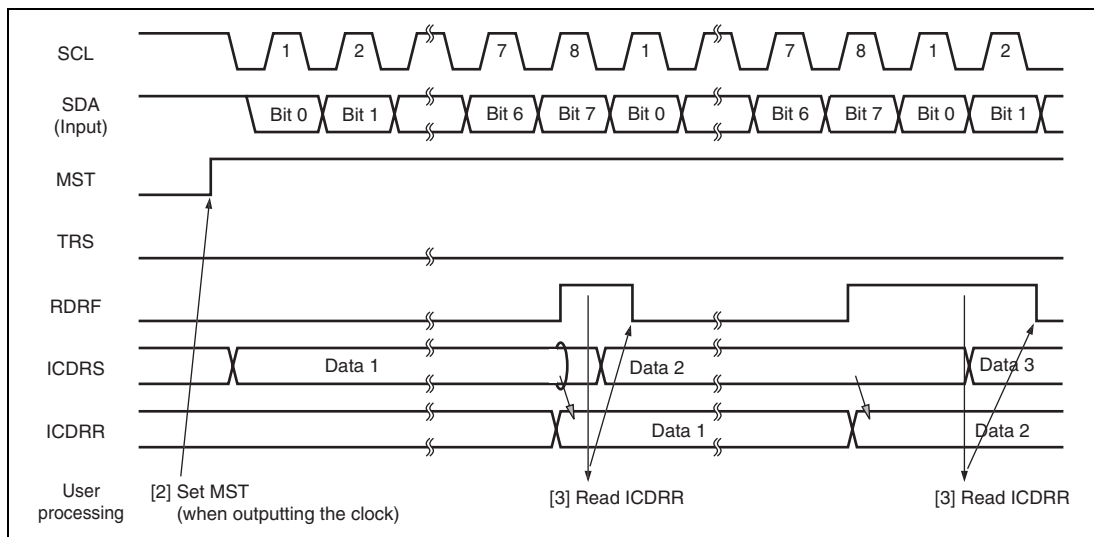 SCL 1 2 7 8 1 7 8 1 2
SDA
(Input)
Bit 0 Bit 1 Bit 6 Bit 7 Bit 0 Bit 6 Bit 7 Bit 0 Bit 1
MST
TRS
RDRF
ICDRS Data 1 Data 2 Data 3
ICDRR Data 1 Data 2
User
processing
[2] Set MST
(when outputting the clock)
[3] Read ICDRR
[3] Read ICDRR